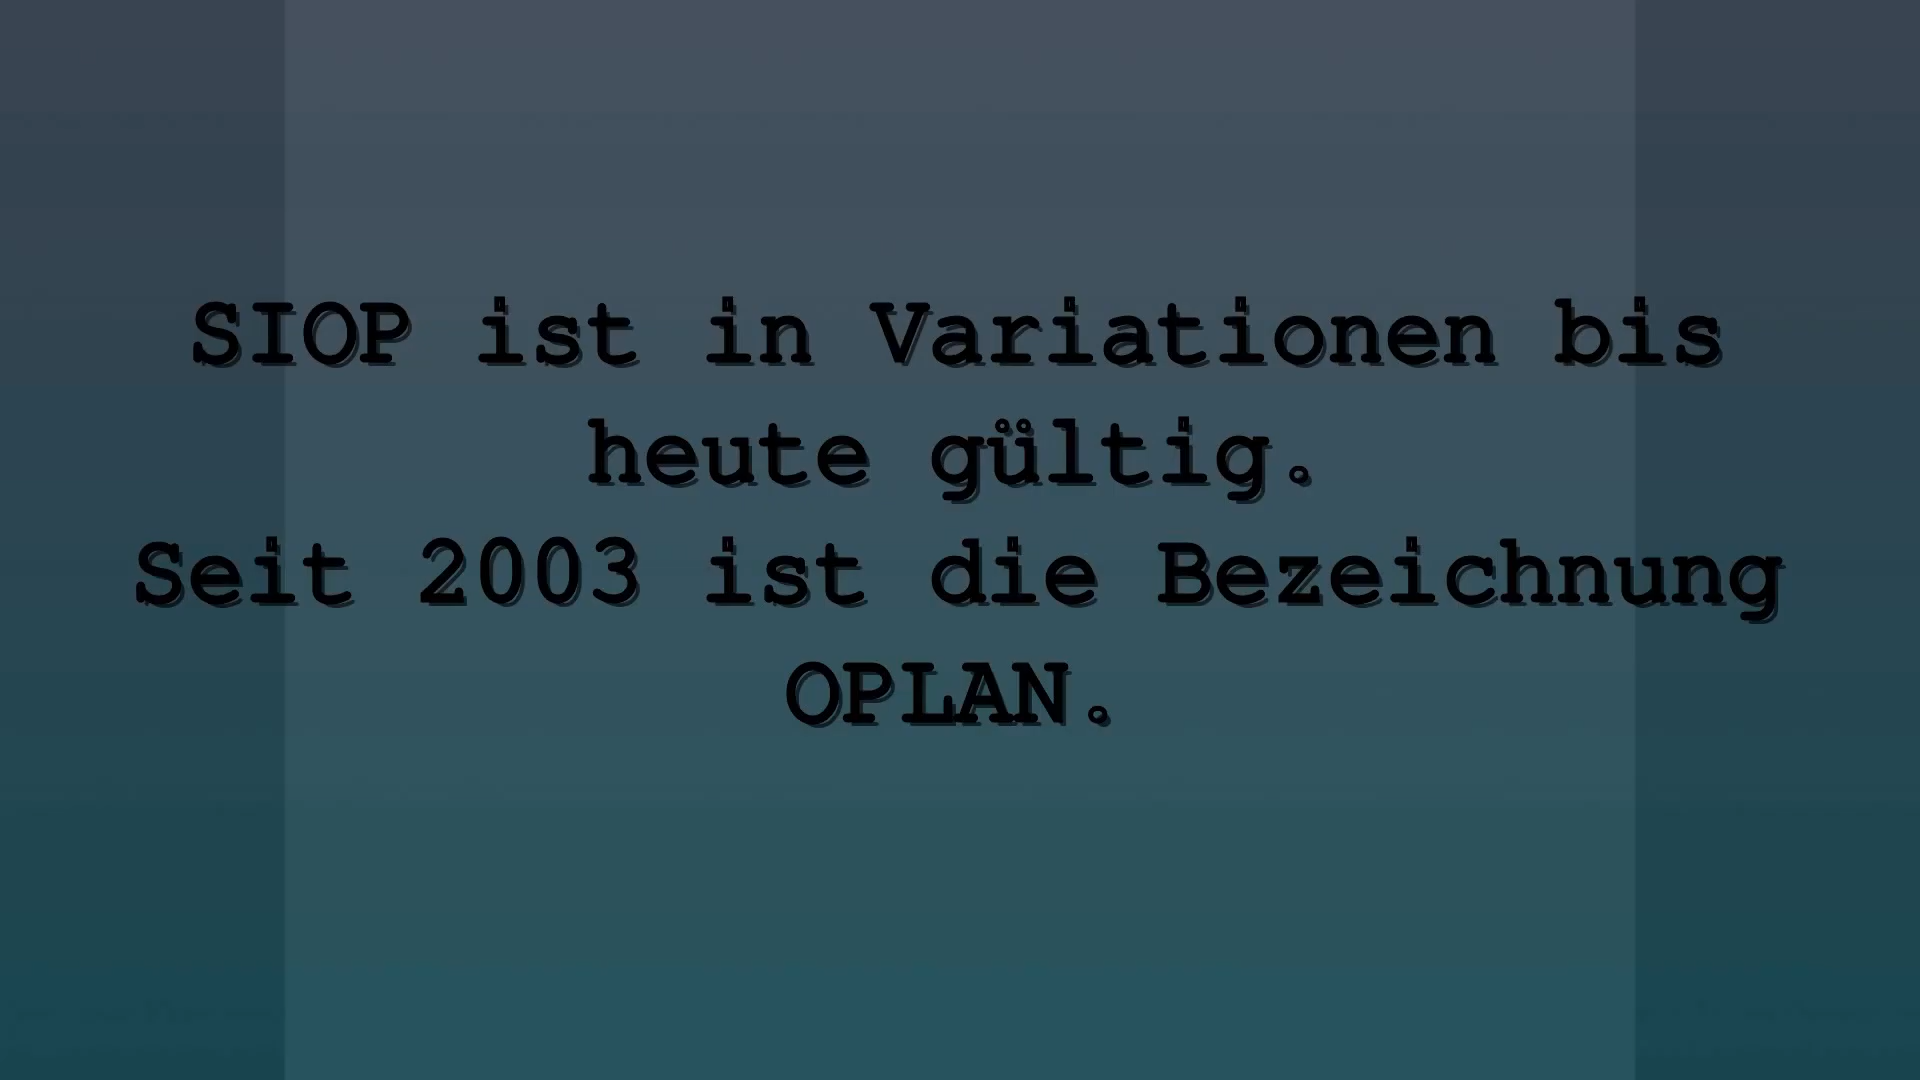 SIOP ist in Variationen bis
heute gültig.
Seit 2003 ist die Bezeichnung
OPLAN.